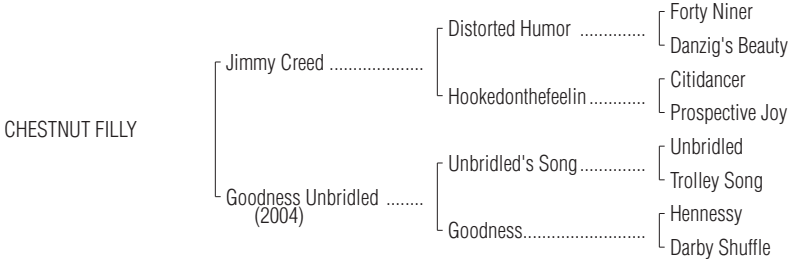 Forty Niner
Distorted Humor ..............
Danzig's Beauty
Jimmy Creed ....................
Citidancer
Hookedonthefeelin ............
Prospective Joy
CHESTNUT FILLY
Unbridled
Unbridled's Song ..............
Trolley Song
Goodness Unbridled ........
(2004)
Hennessy
Goodness ..........................
Darby Shuffle